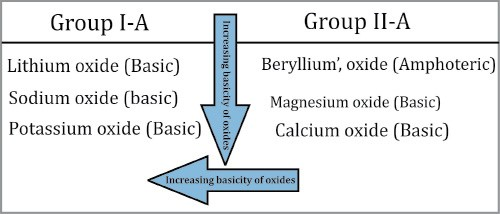 Group I-A
Group II-A
Lithium oxide (Basic)
Sodium oxide (basic)
Potassium oxide (Basic)
Increasing basicity of oxides
Beryllium', oxide (Amphoteric)
Magnesium oxide (Basic)
Calcium oxide (Basic)
Increasing basicity of oxides